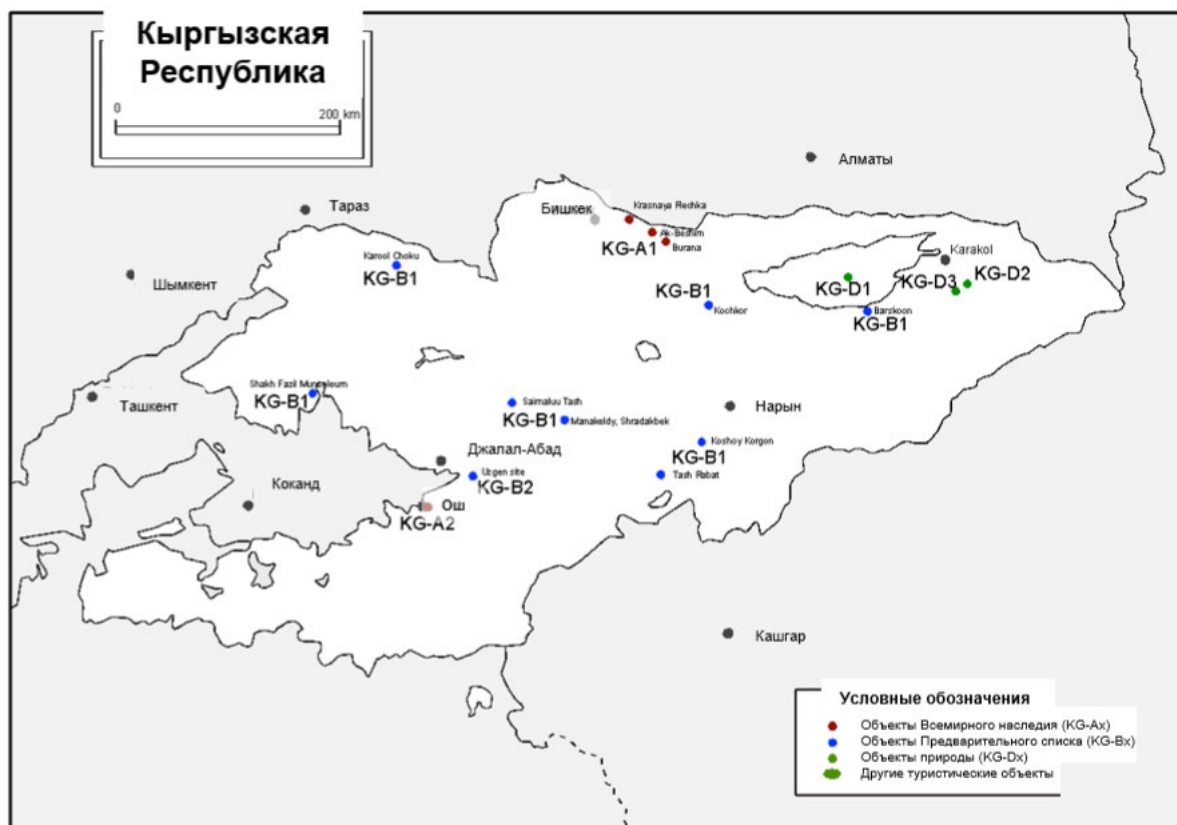 Кыргызская
Республика
0
200 km
Алматы
Тараз
Бишкек
Krasnaya Rechka
Ak-Beshim
KG-A1
Burana
Karool Choku
KG-B1
Шымкент
Karakol
KG-D1
KG-D3
KG-D2
KG-B1
Kochkor
Barskoon
KG-B1
Shakh Fazil
KG-B1
Ташкент
Saimaluu Tash
KG-B1
Manakeldy, Shradakbek
Нарын
Koshoy Korgon
KG-B1
Tash Rabat
Джалал-Абад
Uzgen site
KG-B2
Коканд
Ош
KG-A2
Кашгар
Условные обозначения
Объекты Всемирного наследия (KG-Ax)
Объекты Предварительного списка (KG-Bx)
Объекты природы (KG-Dx)
Другие туристические объекты